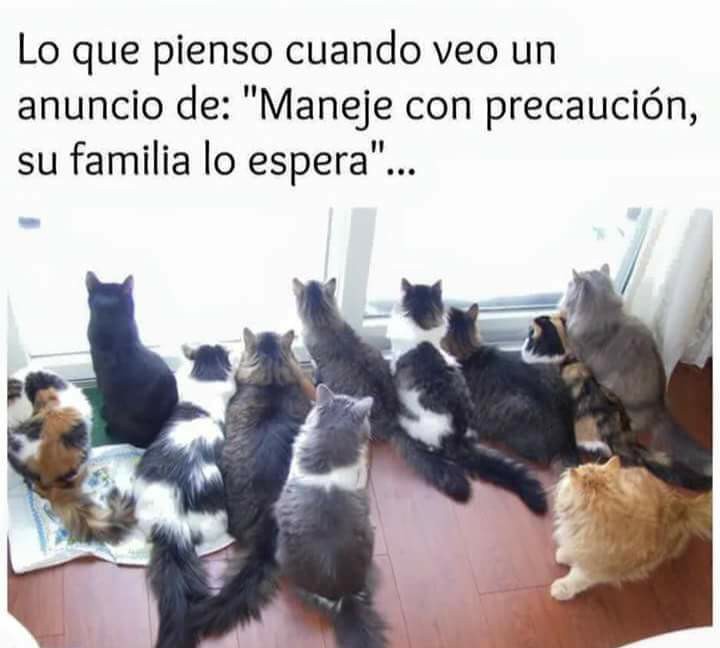 Lo que pienso cuando veo un
anuncio de: "Maneje con precaución,
su familia lo espera"...